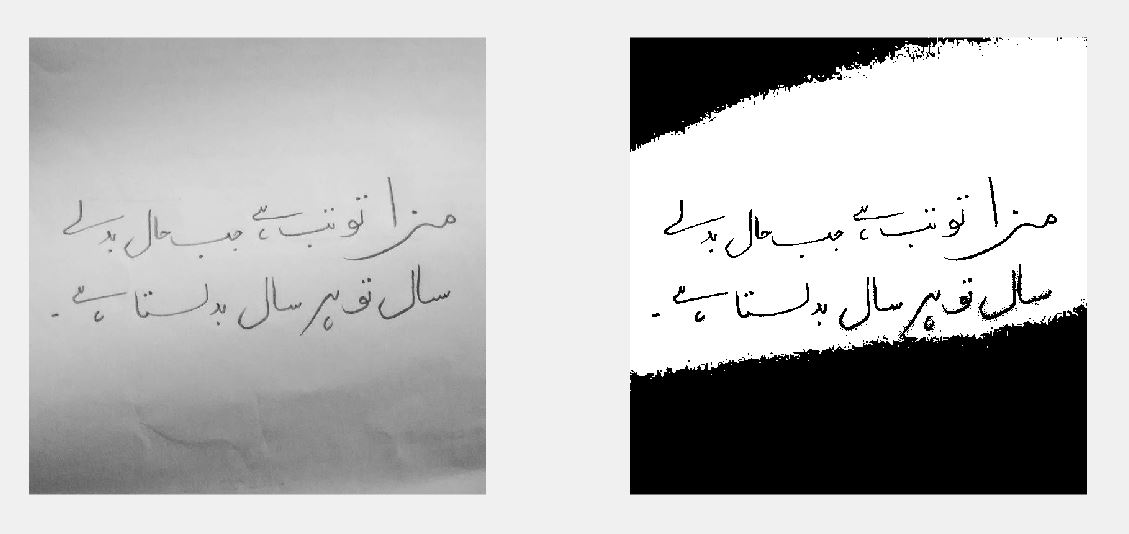 مزا تو تب ہے جب حال بدلے
سال تو ہر سال بدلتا ہے۔
مزا تو تب ہے جب حال بدلے
سال تو ہر سال بدلتا ہے۔